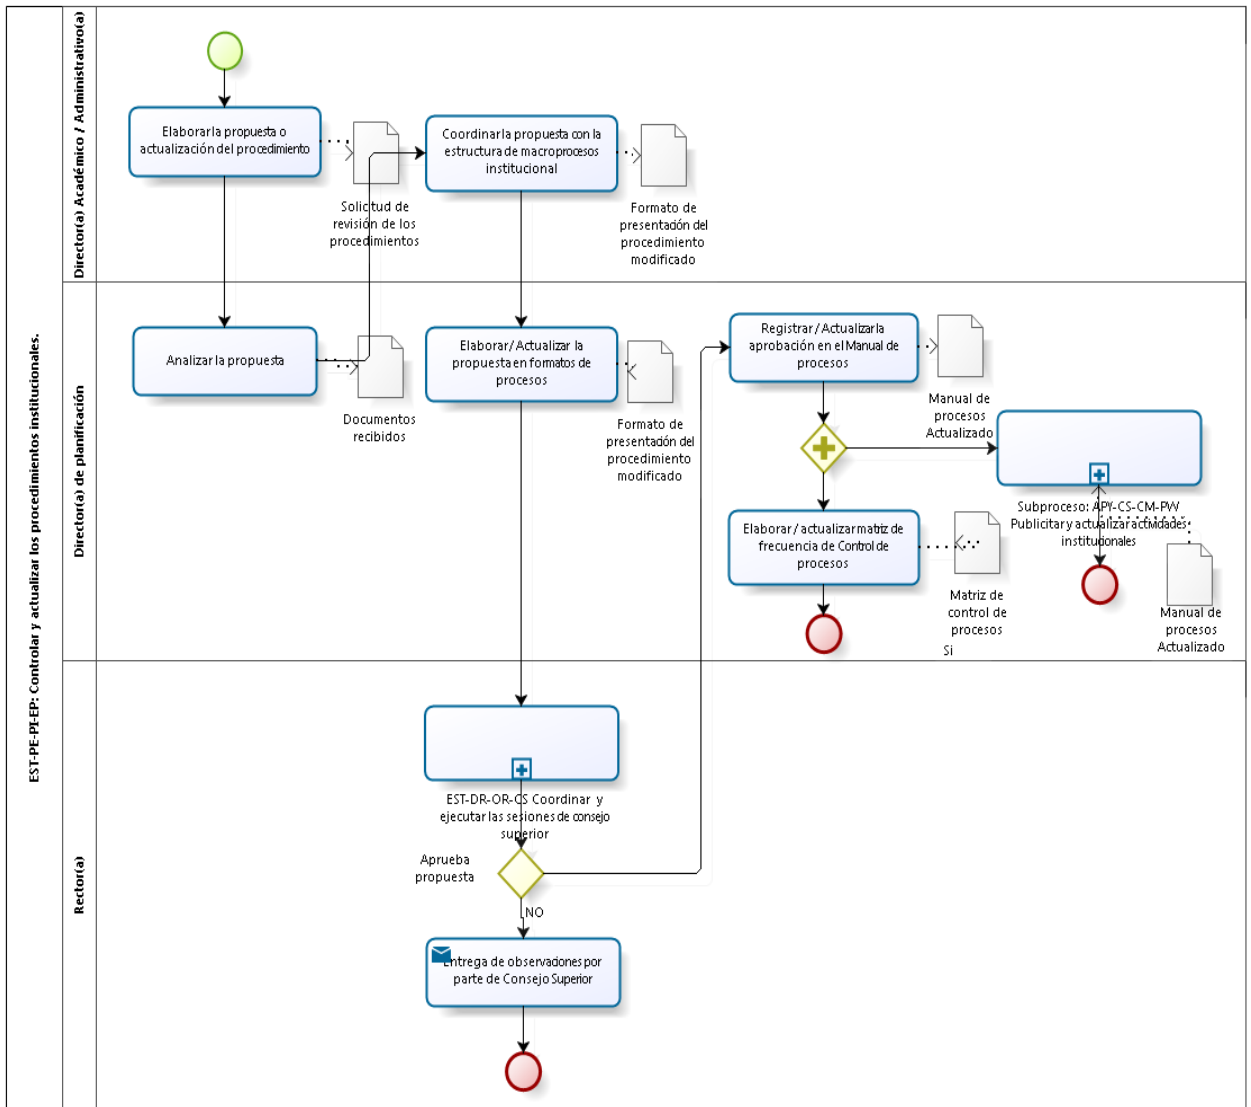 EST-PE-PI-EP: Controlar y actualizar los procedimientos institucionales.
Director(a) Académico / Administrativo(a)
Elaborar la propuesta o
actualización del procedimiento
Solicitud de
revisión de los
procedimientos
Coordinar la propuesta con la
estructura de macroprocesos
institucional
Formato de
presentación del
procedimiento
modificado
Director(a) de planificación
Analizar la propuesta
Documentos
recibidos
Elaborar / Actualizar la
propuesta en formatos de
procesos
Formato de
presentación del
procedimiento
modificado
Registrar / Actualizar la
aprobación en el Manual de
procesos
Manual de
procesos
Actualizado
Subproceso: APY-CS-CM-PW
Publicitar y actualizar actividades
institucionales
Elaborar / actualizar matriz de
frecuencia de Control de
procesos
Matriz de
control de
procesos
Manual de
procesos
Actualizado
Si
Rector(a)
EST-DR-OR-CS Coordinar y
ejecutar las sesiones de consejo
superior
Aprueba
propuesta
NO
Entrega de observaciones por
parte de Consejo Superior